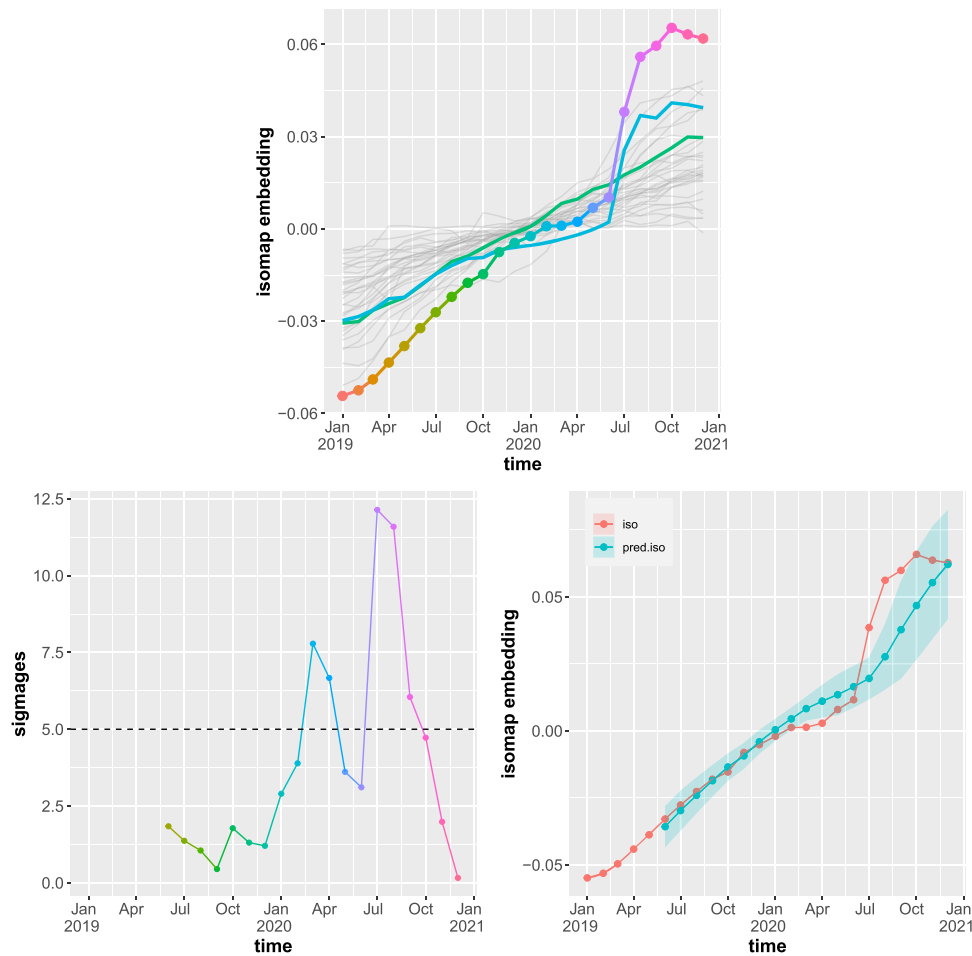 isomap embedding
0.06
0.03
0.00
−0.03
−0.06
Jan Apr Jul Oct Jan Apr Jul Oct Jan
2019 2020 2021
time
sigmages
12.5
10.0
7.5
5.0
2.5
0.0
Jan Apr Jul Oct Jan Apr Jul Oct Jan
2019 2020 2021
time
isomap embedding
iso
pred.iso
0.05
0.00
−0.05
Jan Apr Jul Oct Jan Apr Jul Oct Jan
2019 2020 2021
time